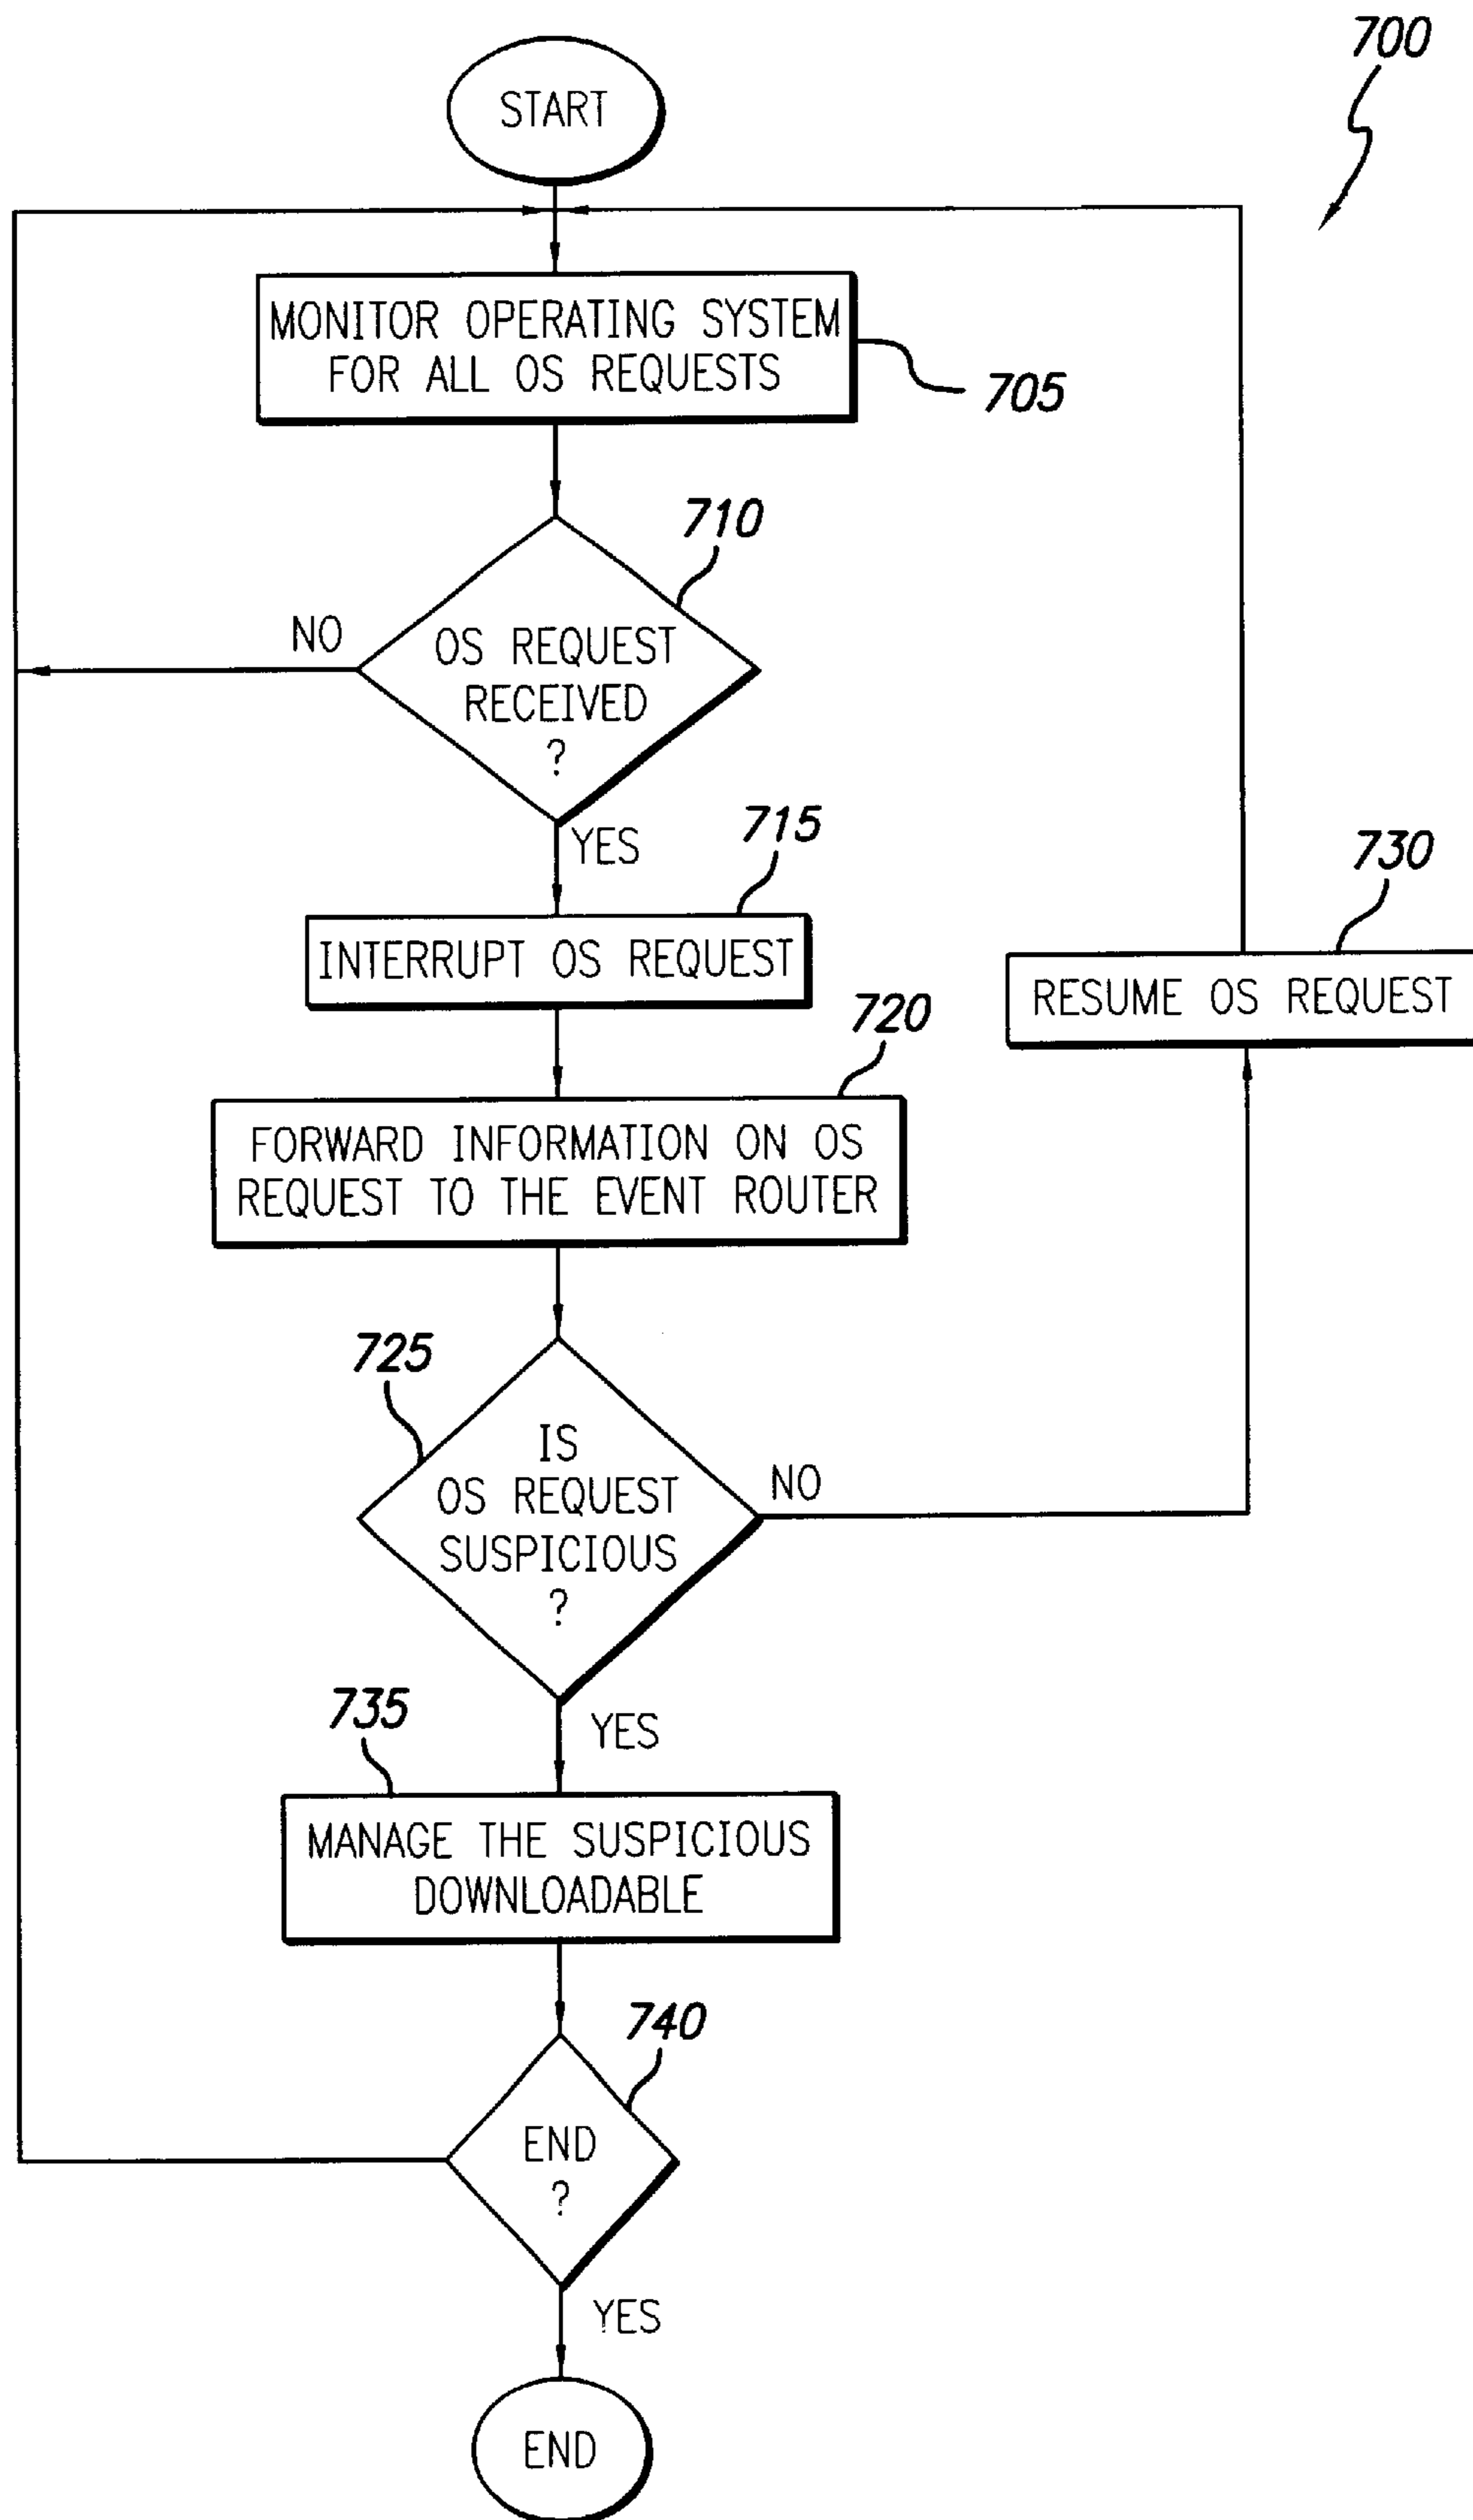 700
START
MONITOR OPERATING SYSTEM
FOR ALL OS REQUESTS
705
710
NO
OS REQUEST
RECEIVED
?
YES
715
INTERRUPT OS REQUEST
730
RESUME OS REQUEST
720
FORWARD INFORMATION ON OS
REQUEST TO THE EVENT ROUTER
725
IS
OS REQUEST
SUSPICIOUS
?
NO
YES
735
MANAGE THE SUSPICIOUS
DOWNLOADABLE
740
END
?
YES
END